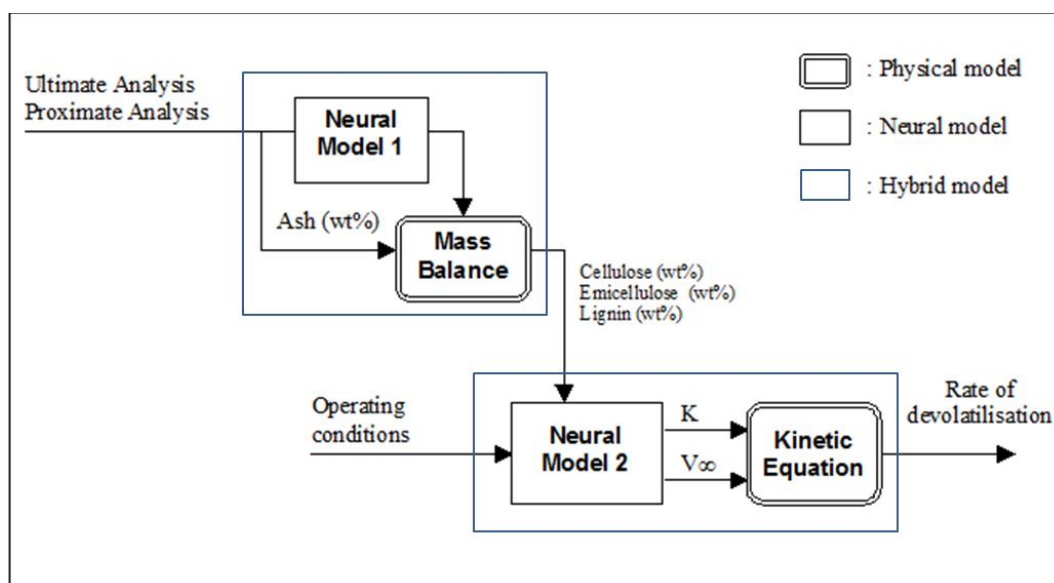 Ultimate Analysis
Proximate Analysis
Neural
Model 1
Ash (wt%)
Mass
Balance
: Physical model
: Neural model
: Hybrid model
Cellulose (wt%)
Emicellulose (wt%)
Lignin (wt%)
Operating
conditions
Neural
Model 2
K
V∞
Kinetic
Equation
Rate of
devolatilisation